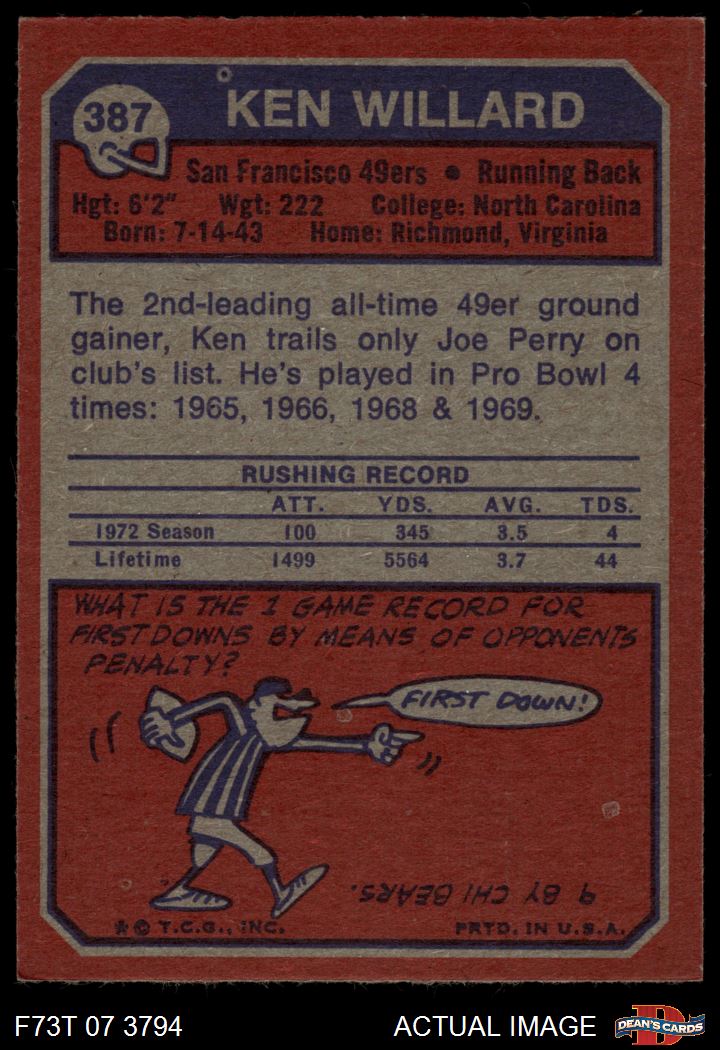 387
KEN WILLARD
San Francisco 49ers • Running Back
Hgt: 6'2" Wgt: 222 College: North Carolina
Born: 7-14-43 Home: Richmond, Virginia
The 2nd-leading all-time 49er ground
gainer, Ken trails only Joe Perry on
club's list. He's played in Pro Bowl 4
times: 1965, 1966, 1968 & 1969.
RUSHING RECORD
ATT. YDS. AVG. TDS.
1972 Season 100 345 3.5 4
Lifetime 1499 5564 3.7 44
WHAT IS THE 1 GAME RECORD FOR
FIRST DOWNS BY MEANS OF OPPONENTS
PENALTY?
FIRST DOWN!
9 BY CHI BEARS.
* © T.C.G., INC. PRTD. IN U.S.A.
F73T 07 3794 ACTUAL IMAGE
D
DEAN'S CARDS